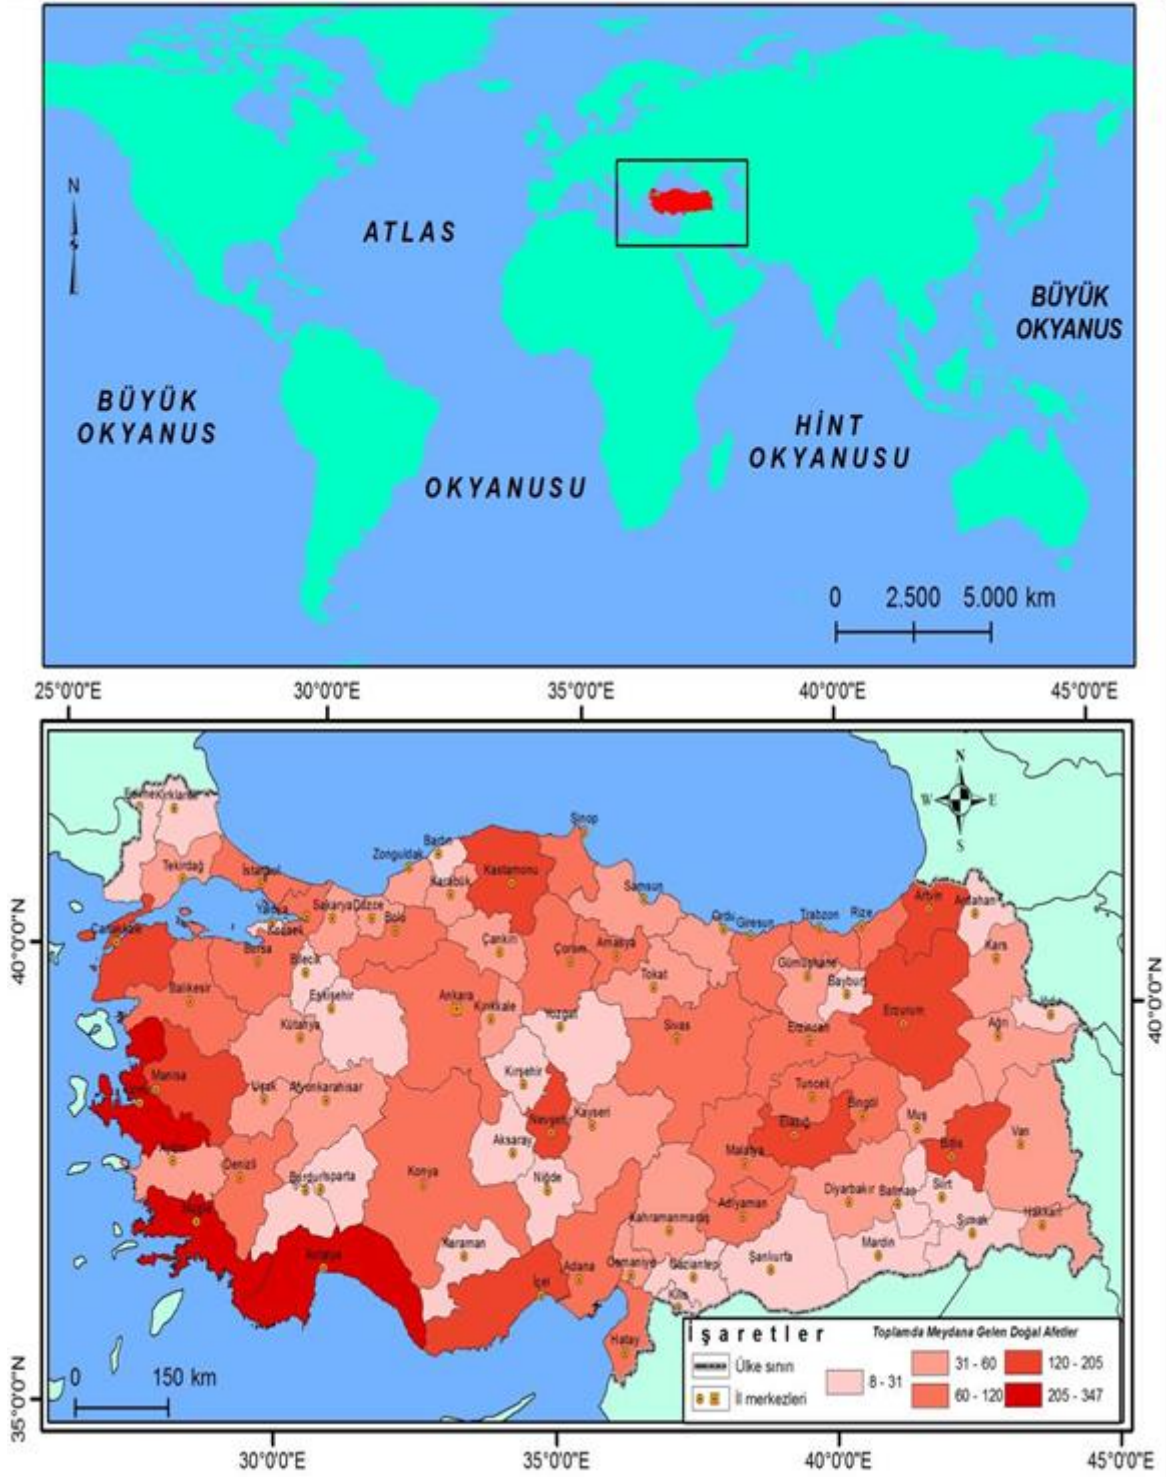 N
ATLAS
BÜYÜK
OKYANUS
BÜYÜK
OKYANUS
HİNT
OKYANUSU
OKYANUSU
0 2.500 5.000 km
25°0'0"E 30°0'0"E 35°0'0"E 40°0'0"E 45°0'0"E
N
W E
S
Edirne Kırklareli
Sinop
Bartın
Zonguldak
Tekirdağ İstanbul
Karabük Kastamonu
Samsun
Artvin Ardahan
Yalova Sakarya Düzce Bolu
Kocaeli
Ordu Giresun Trabzon Rize
Çanakkale
Bursa
Bilecik
Çankırı Çorum Amasya
Kars
Tokat
Gümüşhane
Bayburt
Balıkesir
Eskişehir
Ankara Kırıkkale
Yozgat
Erzurum
Iğdır
Kütahya
Sivas
Erzincan
Ağrı
Manisa
Uşak Afyonkarahisar
Kırşehir
Tunceli
Bingöl
Nevşehir Kayseri
Elazığ
Muş
Van
Aksaray
Bitlis
Denizli
Konya
Malatya
Burdur Isparta
Niğde
Siirt
Diyarbakır Batman
Adıyaman
Muğla
Kahramanmaraş
Şırnak
Hakkari
Antalya
Karaman
Mardin
Şanlıurfa
Gaziantep
Osmaniye
Adana
İçel
Kilis
Hatay
40°0'0"N
40°0'0"N
35°0'0"N
0 150 km
İşaretler
Toplamda Meydana Gelen Doğal Afetler
Ülke sınırı
İl merkezleri
8 - 31
31 - 60
120 - 205
60 - 120
205 - 347
30°0'0"E 35°0'0"E 40°0'0"E 45°0'0"E